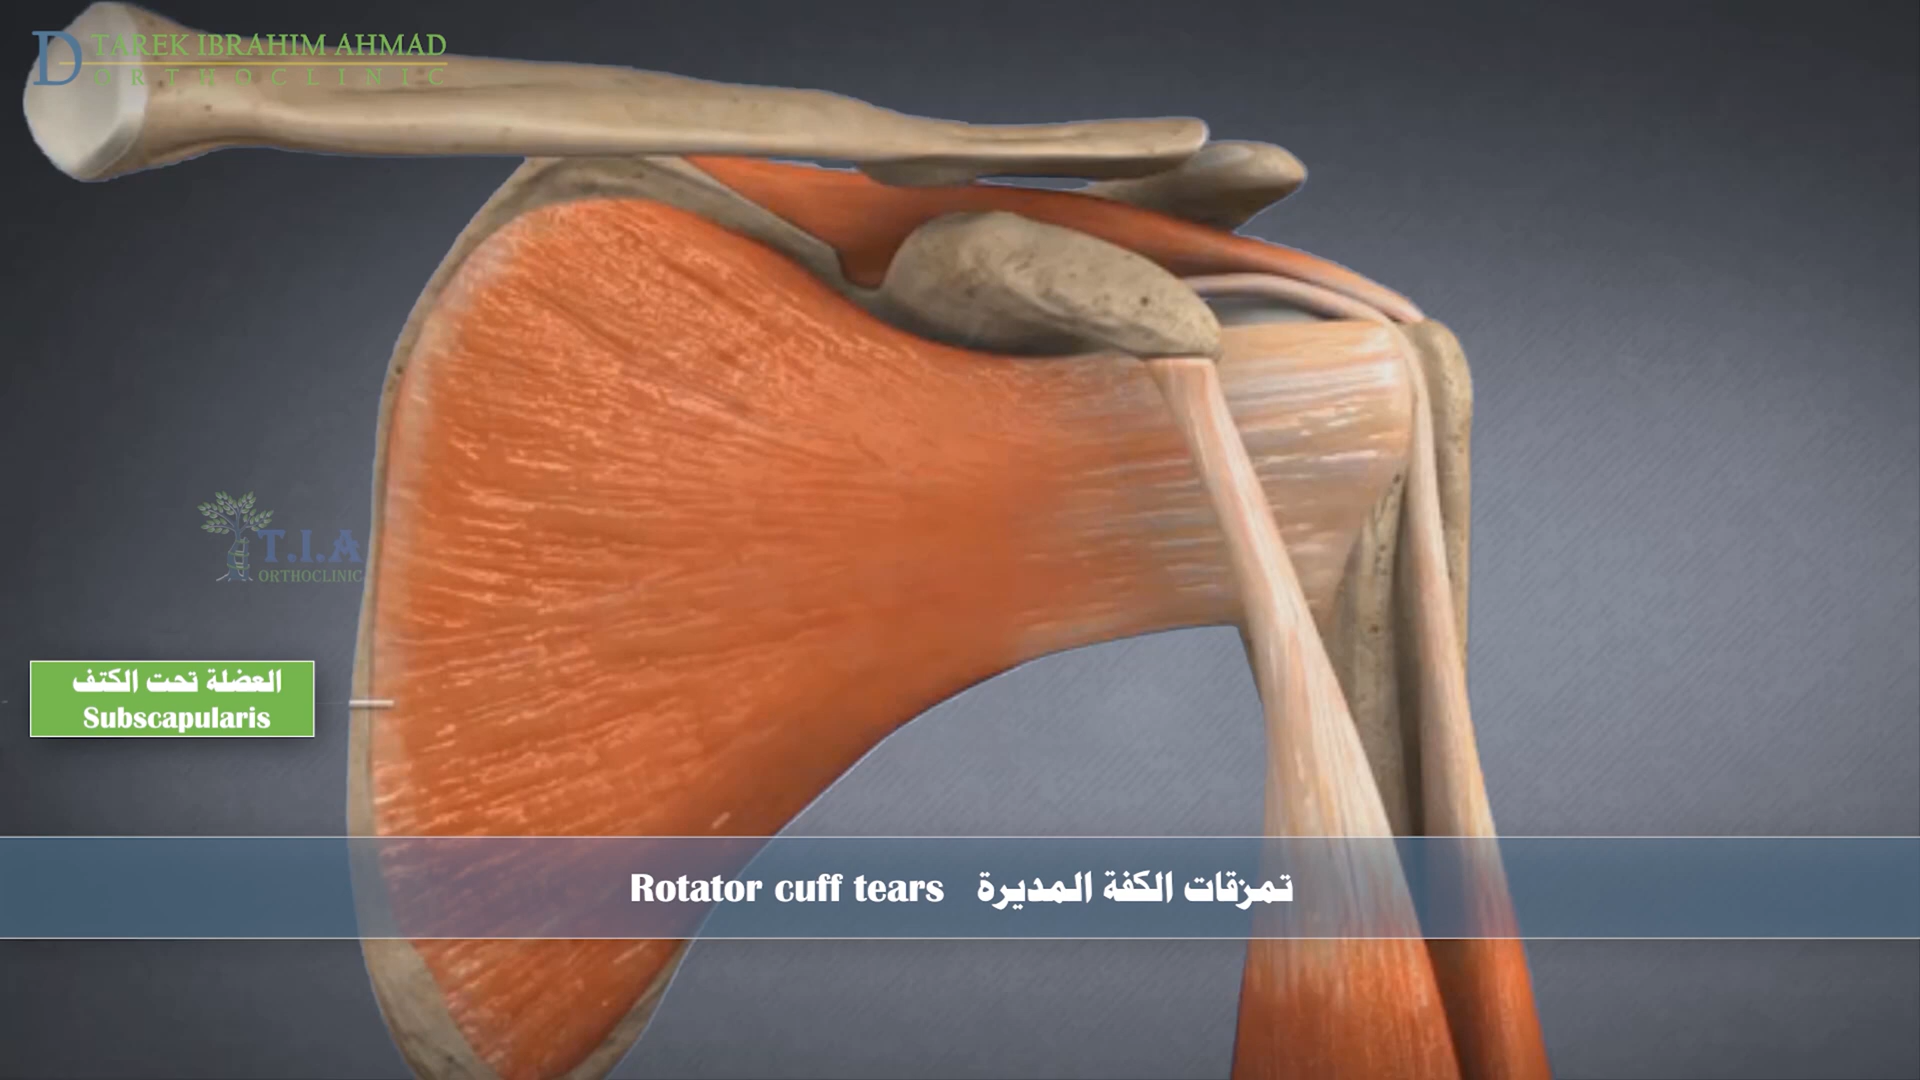 D TAREK IBRAHIM AHMAD
ORTHOCLINIC
T.I.A
ORTHOCLINIC
العضلة تحت الكتف
Subscapularis
Rotator cuff tears تمزقات الكفة المديرة